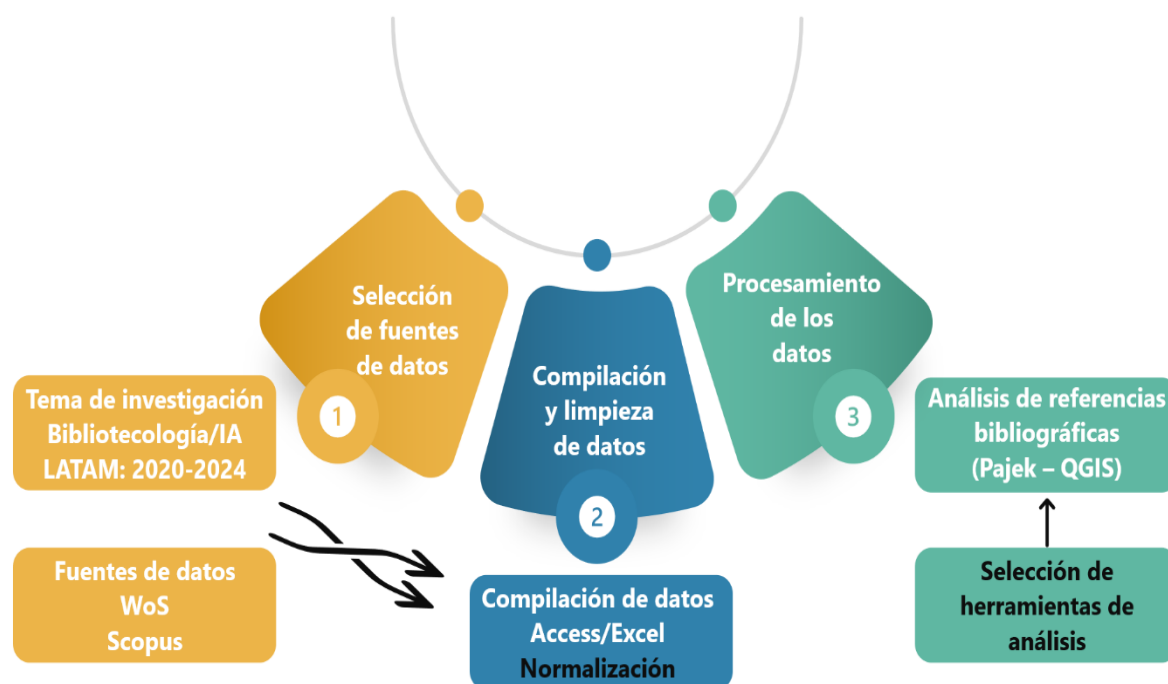 Selección
de fuentes
de datos
1
Tema de investigación
Bibliotecología/IA
LATAM: 2020-2024
Fuentes de datos
WoS
Scopus
Compilación
y limpieza
de datos
2
Compilación de datos
Access/Excel
Normalización
Procesamiento
de los
datos
3
Análisis de referencias
bibliográficas
(Pajek – QGIS)
Selección de
herramientas de
análisis